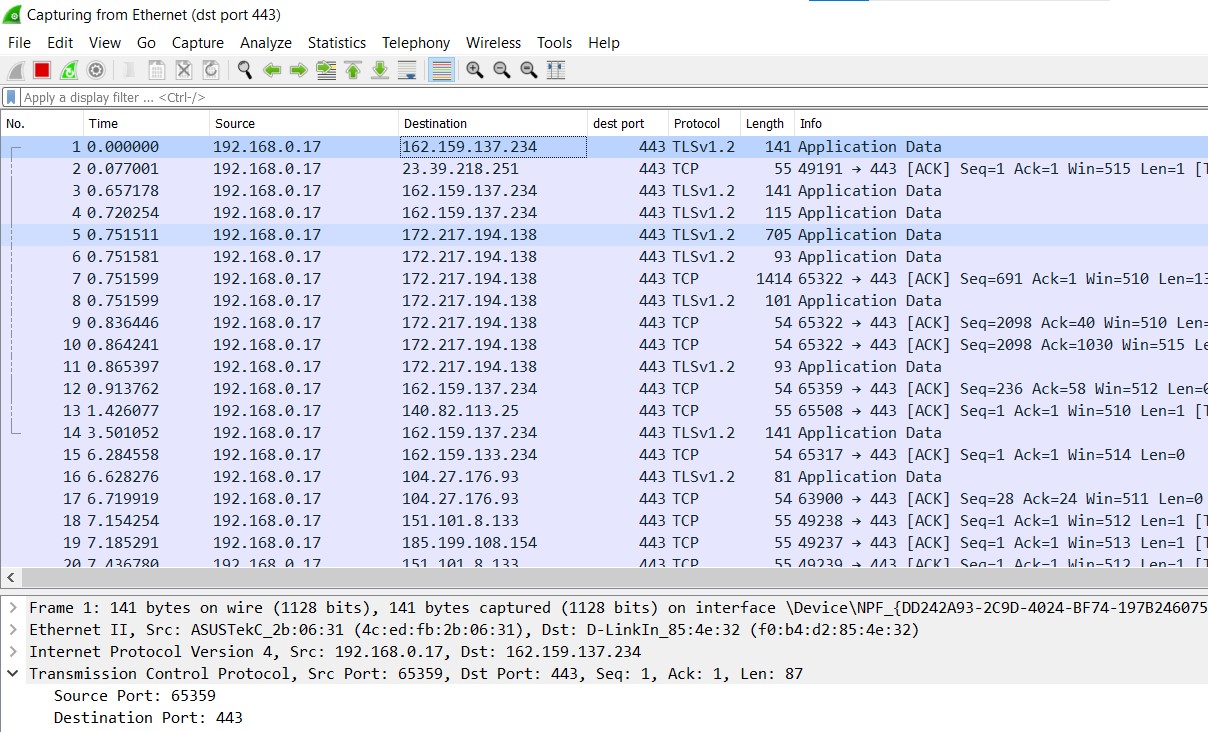 Capturing from Ethernet (dst port 443)
File Edit View Go Capture Analyze Statistics Telephony Wireless Tools Help
Apply a display filter ... <Ctrl-/>
No. Time Source Destination dest port Protocol Length Info
1 0.000000 192.168.0.17 162.159.137.234 443 TLSv1.2 141 Application Data
2 0.077001 192.168.0.17 23.39.218.251 443 TCP 55 49191 → 443 [ACK] Seq=1 Ack=1 Win=515 Len=1 [T
3 0.657178 192.168.0.17 162.159.137.234 443 TLSv1.2 141 Application Data
4 0.720254 192.168.0.17 162.159.137.234 443 TLSv1.2 115 Application Data
5 0.751511 192.168.0.17 172.217.194.138 443 TLSv1.2 705 Application Data
6 0.751581 192.168.0.17 172.217.194.138 443 TLSv1.2 93 Application Data
7 0.751599 192.168.0.17 172.217.194.138 443 TCP 1414 65322 → 443 [ACK] Seq=691 Ack=1 Win=510 Len=13
8 0.751599 192.168.0.17 172.217.194.138 443 TLSv1.2 101 Application Data
9 0.836446 192.168.0.17 172.217.194.138 443 TCP 54 65322 → 443 [ACK] Seq=2098 Ack=40 Win=510 Len=
10 0.864241 192.168.0.17 172.217.194.138 443 TCP 54 65322 → 443 [ACK] Seq=2098 Ack=1030 Win=515 Le
11 0.865397 192.168.0.17 172.217.194.138 443 TLSv1.2 93 Application Data
12 0.913762 192.168.0.17 162.159.137.234 443 TCP 54 65359 → 443 [ACK] Seq=236 Ack=58 Win=512 Len=0
13 1.426077 192.168.0.17 140.82.113.25 443 TCP 55 65508 → 443 [ACK] Seq=1 Ack=1 Win=510 Len=1 [T
14 3.501052 192.168.0.17 162.159.137.234 443 TLSv1.2 141 Application Data
15 6.284558 192.168.0.17 162.159.133.234 443 TCP 54 65317 → 443 [ACK] Seq=1 Ack=1 Win=514 Len=0
16 6.628276 192.168.0.17 104.27.176.93 443 TLSv1.2 81 Application Data
17 6.719919 192.168.0.17 104.27.176.93 443 TCP 54 63900 → 443 [ACK] Seq=28 Ack=24 Win=511 Len=0
18 7.154254 192.168.0.17 151.101.8.133 443 TCP 55 49238 → 443 [ACK] Seq=1 Ack=1 Win=512 Len=1 [T
19 7.185291 192.168.0.17 185.199.108.154 443 TCP 55 49237 → 443 [ACK] Seq=1 Ack=1 Win=513 Len=1 [T
20 7.436780 192.168.0.17 151.101.8.133 443 TCP 55 49239 → 443 [ACK] Seq=1 Ack=1 Win=512 Len=1 [T
Frame 1: 141 bytes on wire (1128 bits), 141 bytes captured (1128 bits) on interface \Device\NPF_{DD242A93-2C9D-4024-BF74-197B246075
Ethernet II, Src: ASUSTekC_2b:06:31 (4c:ed:fb:2b:06:31), Dst: D-LinkIn_85:4e:32 (f0:b4:d2:85:4e:32)
Internet Protocol Version 4, Src: 192.168.0.17, Dst: 162.159.137.234
Transmission Control Protocol, Src Port: 65359, Dst Port: 443, Seq: 1, Ack: 1, Len: 87
Source Port: 65359
Destination Port: 443